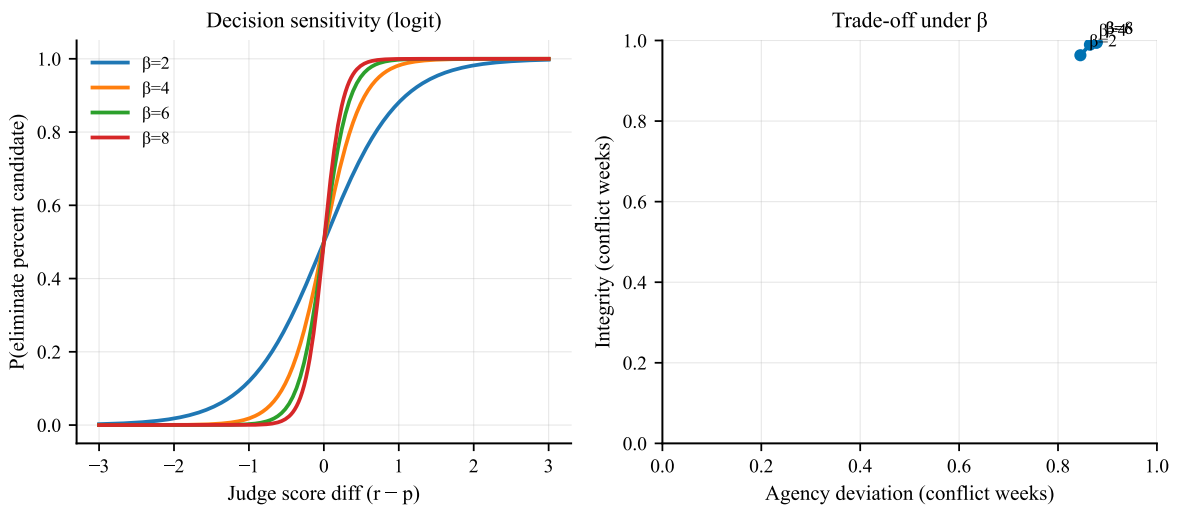 Decision sensitivity (logit)
P(eliminate percent candidate)
1.0
0.8
0.6
0.4
0.2
0.0
β=2
β=4
β=6
β=8
−3
−2
−1
0
1
2
3
Judge score diff (r − p)
Trade-off under β
Integrity (conflict weeks)
1.0
0.8
0.6
0.4
0.2
0.0
β=2
β=4
β=8
0.0
0.2
0.4
0.6
0.8
1.0
Agency deviation (conflict weeks)